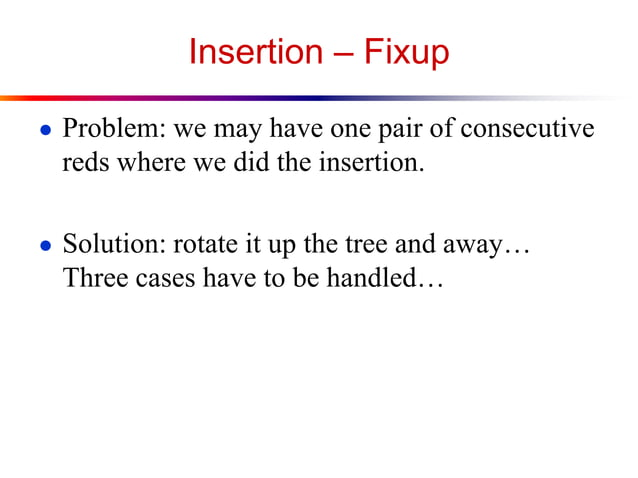 Insertion – Fixup
● Problem: we may have one pair of consecutive
reds where we did the insertion.
● Solution: rotate it up the tree and away…
Three cases have to be handled…